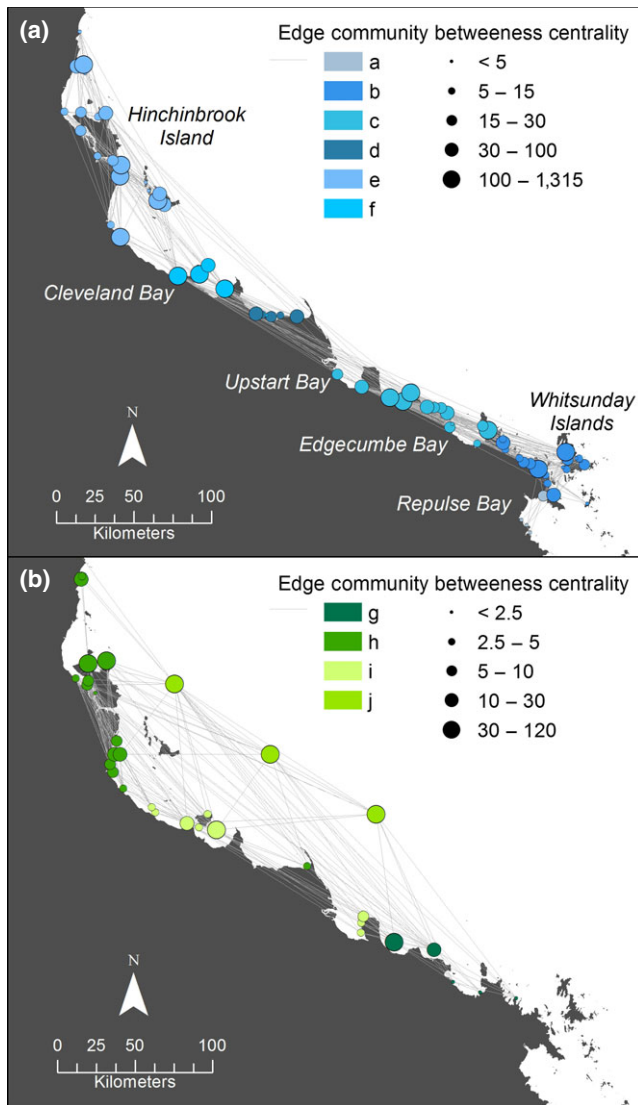 (a)
Edge community betweeness centrality
a < 5
b 5 – 15
c 15 – 30
d 30 – 100
e 100 – 1,315
f
Hinchinbrook
Island
Cleveland Bay
Upstart Bay
Whitsunday
Islands
Edgecumbe Bay
Repulse Bay
N
0 25 50 100
Kilometers
(b)
Edge community betweeness centrality
g < 2.5
h 2.5 – 5
i 5 – 10
j 10 – 30
30 – 120
N
0 25 50 100
Kilometers